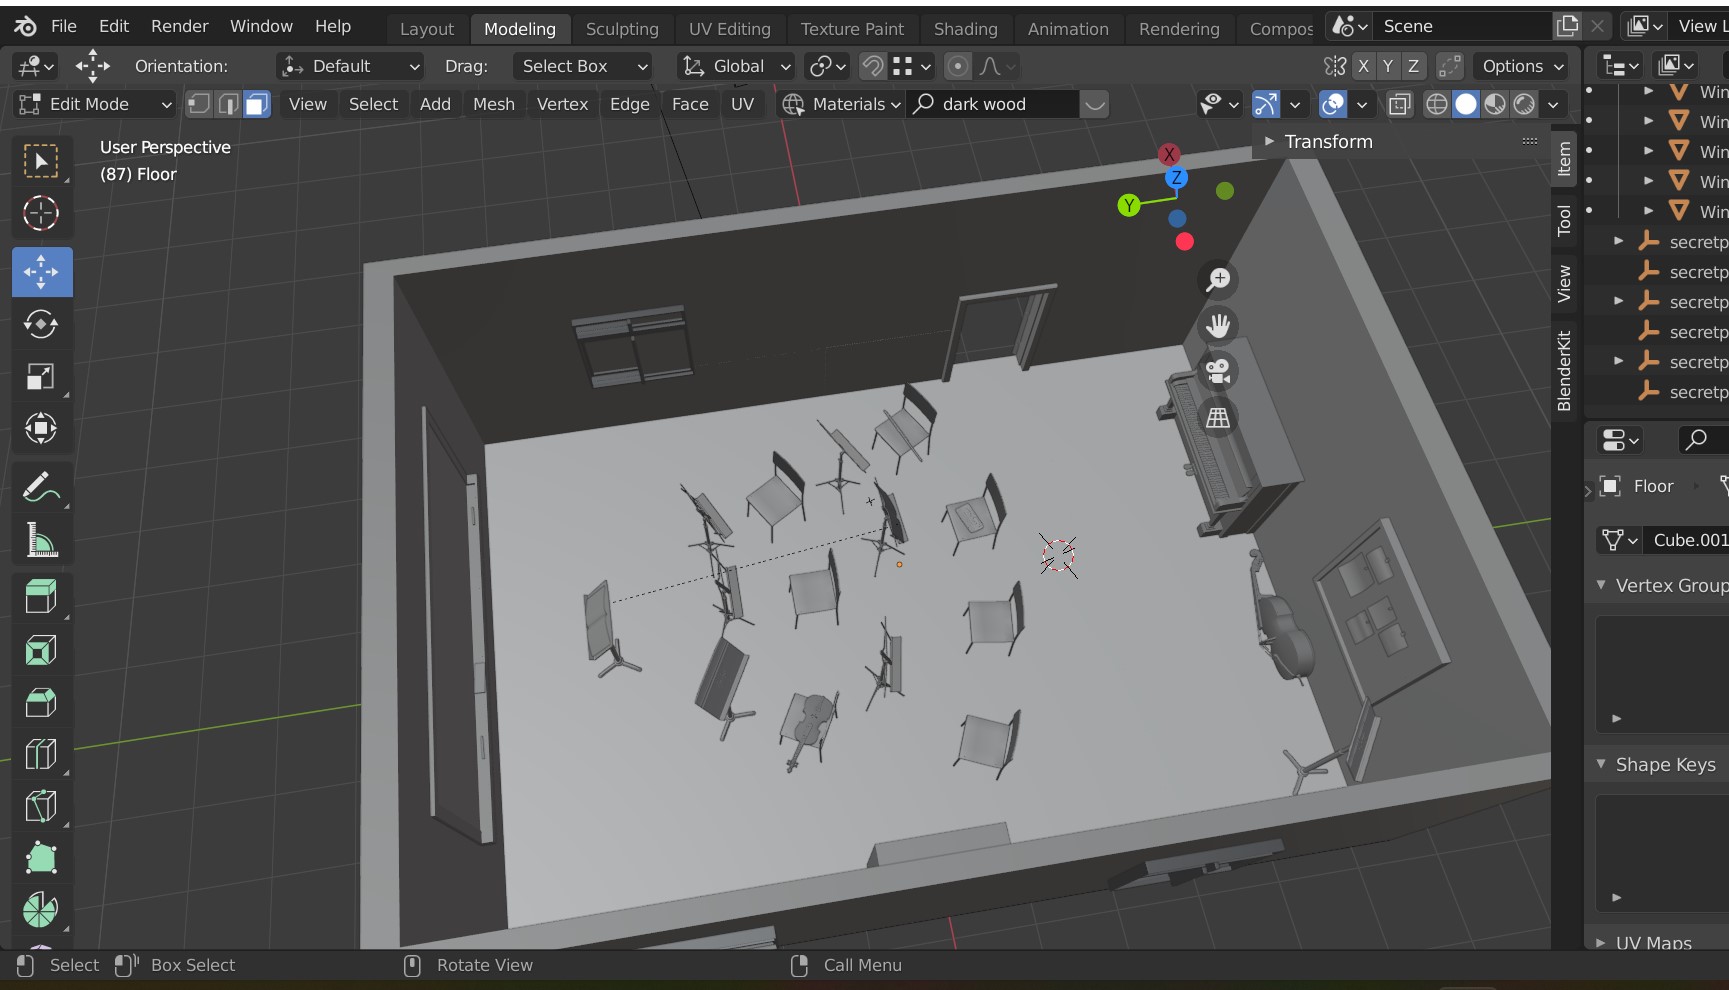 File Edit Render Window Help Layout Modeling Sculpting UV Editing Texture Paint Shading Animation Rendering Compos Scene View L
Orientation: Default Drag: Select Box Global X Y Z Options
Edit Mode View Select Add Mesh Vertex Edge Face UV Materials dark wood
User Perspective
(87) Floor
Transform
X
Z
Y
Item
Tool
View
BlenderKit
Win
Win
Win
Win
Win
secretp
secretp
secretp
secretp
secretp
secretp
Floor
Cube.001
Vertex Group
Shape Keys
UV Maps
Select Box Select Rotate View Call Menu